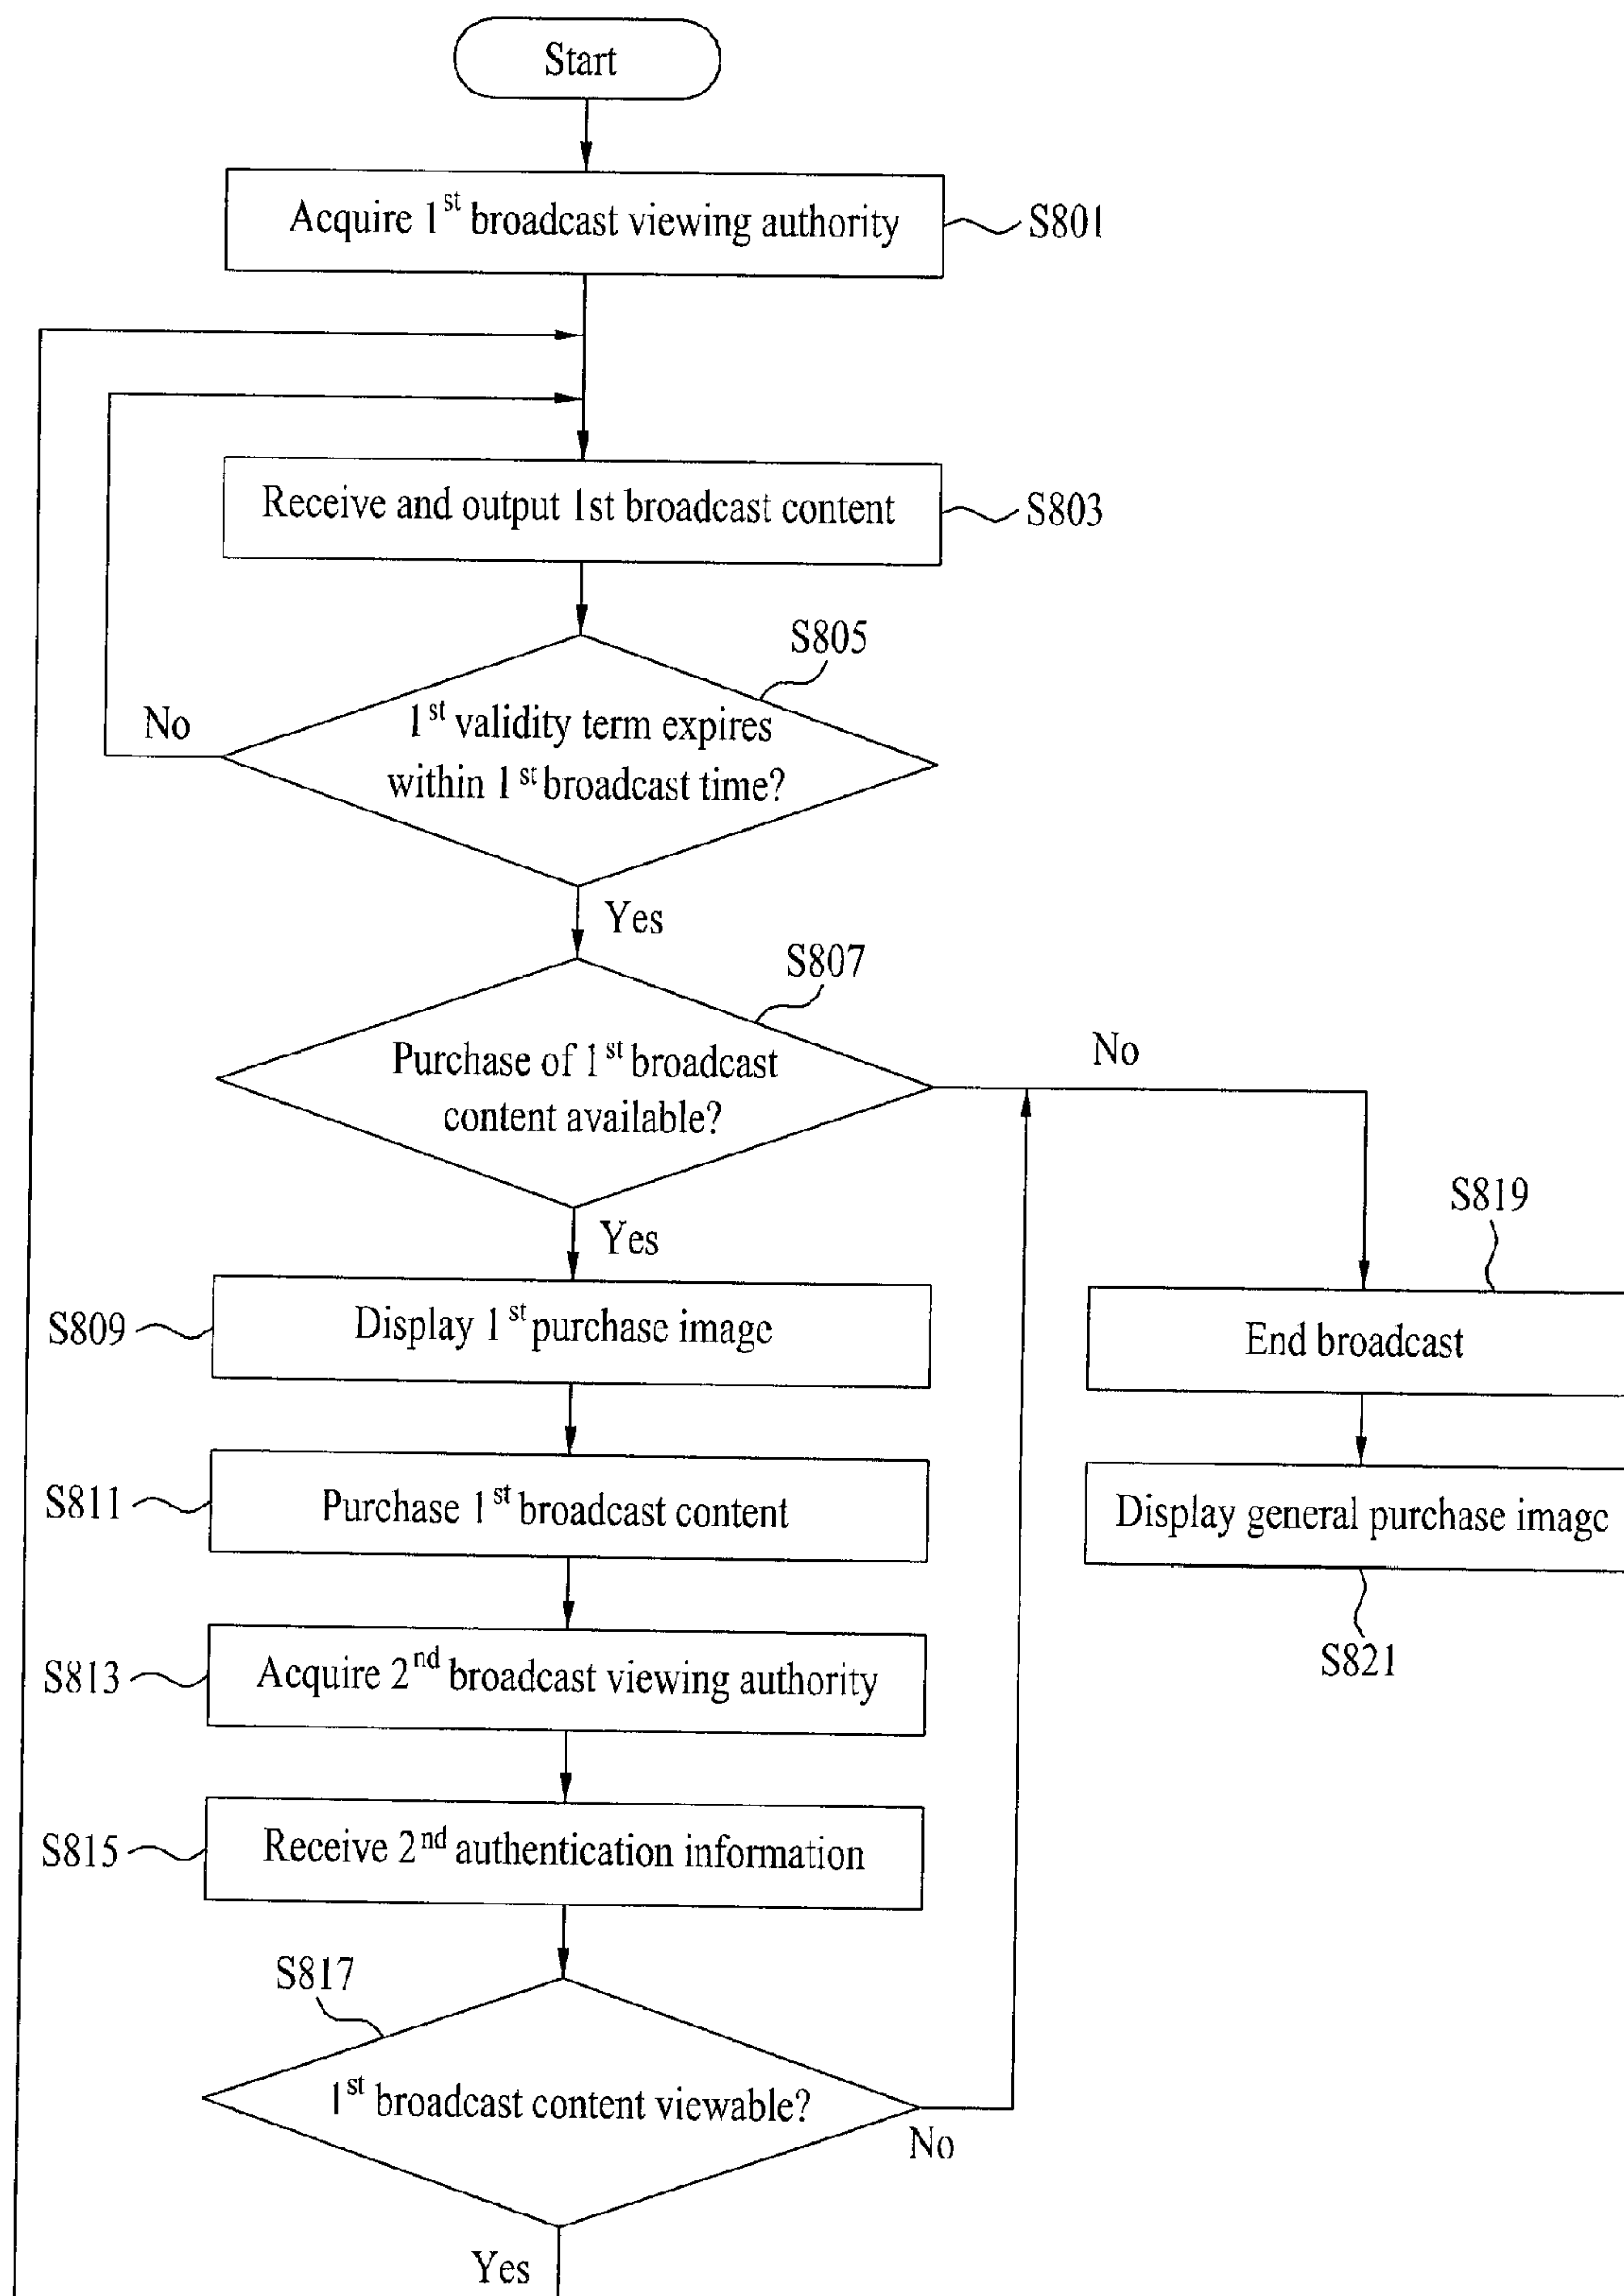 Start
Acquire 1st broadcast viewing authority
S801
Receive and output 1st broadcast content
S803
S805
1st validity term expires
within 1st broadcast time?
No
Yes
S807
Purchase of 1st broadcast
content available?
No
Yes
S809
Display 1st purchase image
S819
End broadcast
S811
Purchase 1st broadcast content
Display general purchase image
S821
S813
Acquire 2nd broadcast viewing authority
S815
Receive 2nd authentication information
S817
1st broadcast content viewable?
No
Yes